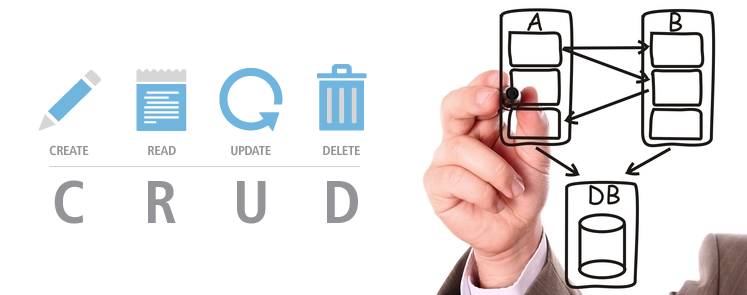 CREATE READ UPDATE DELETE
C R U D
A B
DB